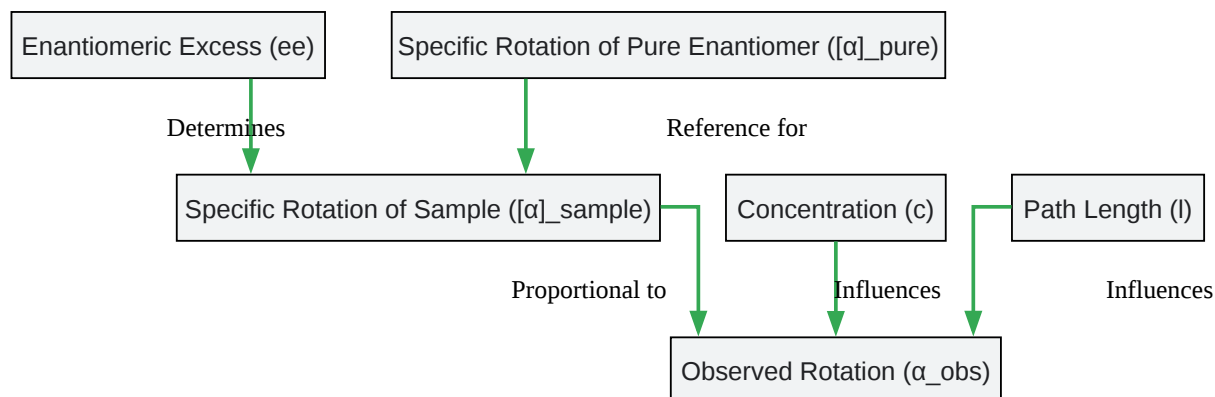 Enantiomeric Excess (ee)
Specific Rotation of Pure Enantiomer ([α]_pure)
Determines
Reference for
Specific Rotation of Sample ([α]_sample)
Concentration (c)
Path Length (l)
Proportional to
Influences
Influences
Observed Rotation (α_obs)